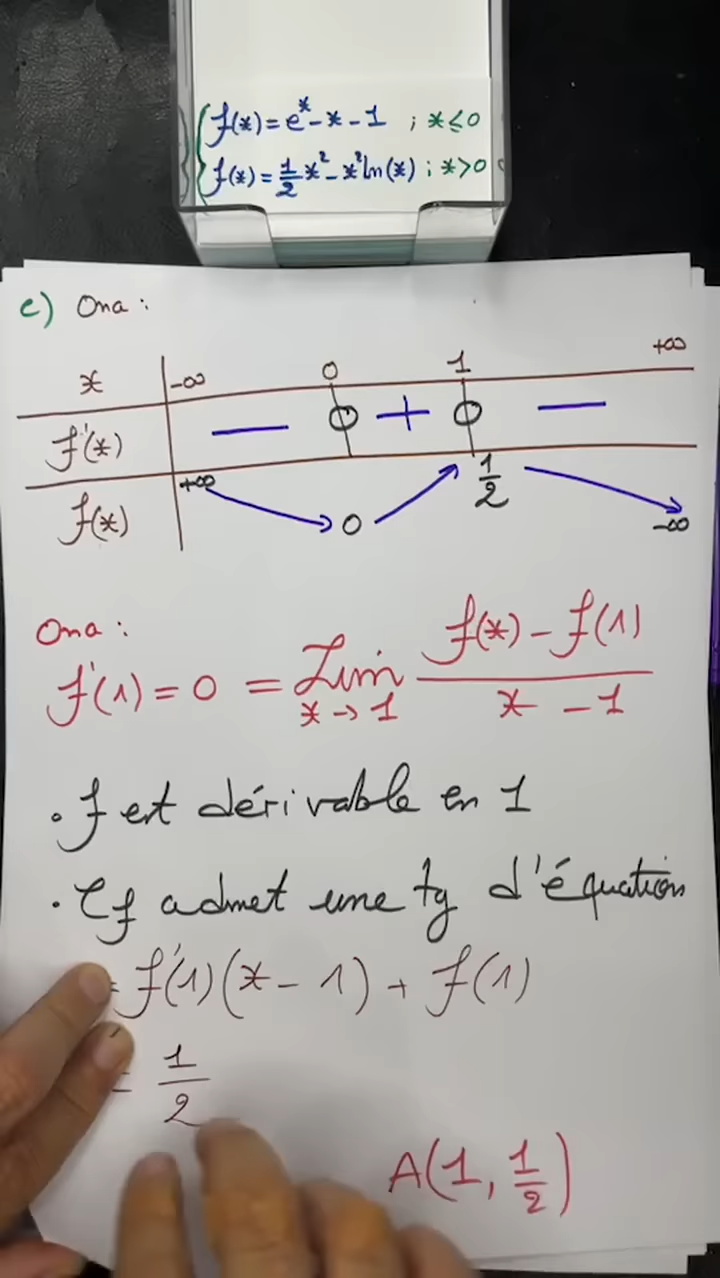 f(x) = e^x - x - 1 ; x ≤ 0
f(x) = 1/2 x² - x² ln(x) ; x > 0
c) Ona :
x -∞ 0 1 +∞
f'(x) — 0 + 0 —
f(x) +∞ 0 1/2 -∞
Ona :
f'(1) = 0 = Lim x→1 f(x) - f(1) / x - 1
• f est dérivable en 1
• Cf admet une tg d'équation
= f'(1)(x - 1) + f(1)
= 1/2
A(1, 1/2)